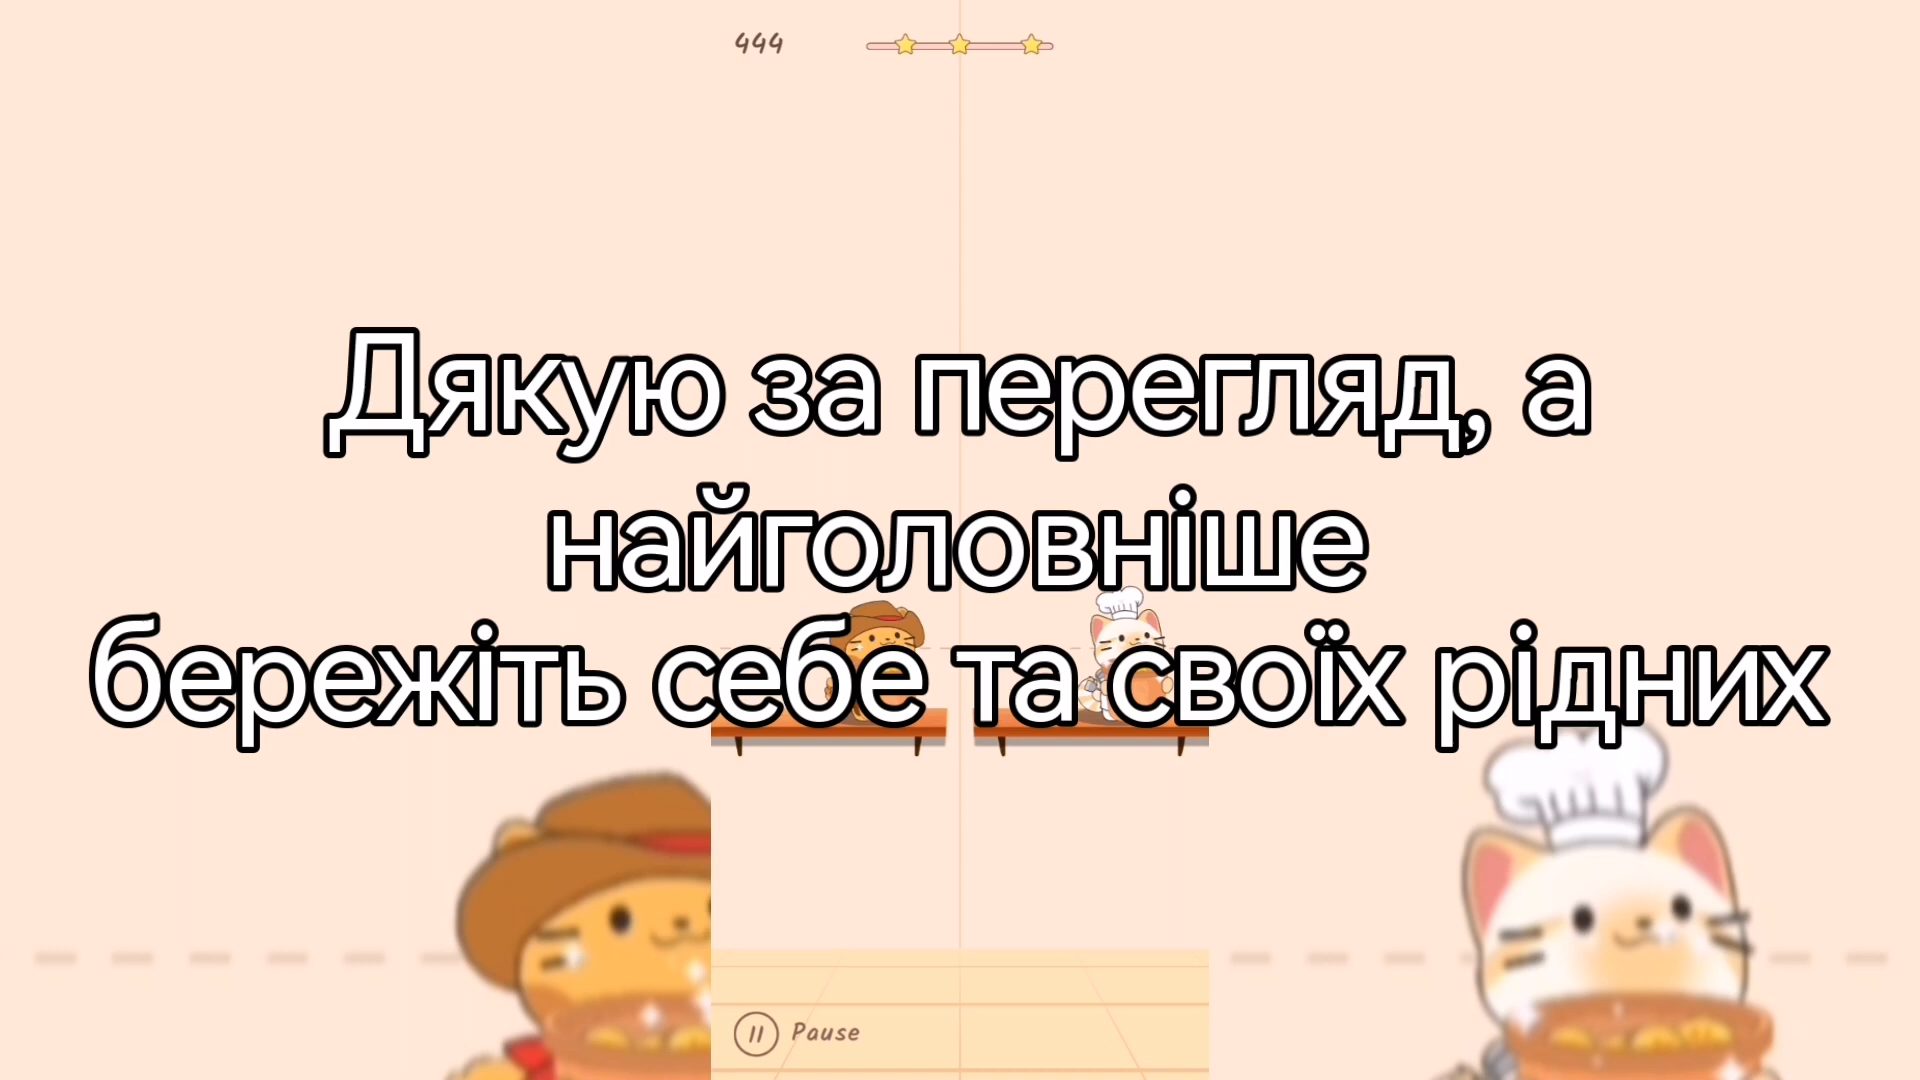 444
Дякую за перегляд, а
найголовніше
бережіть себе та своїх рідних
Pause